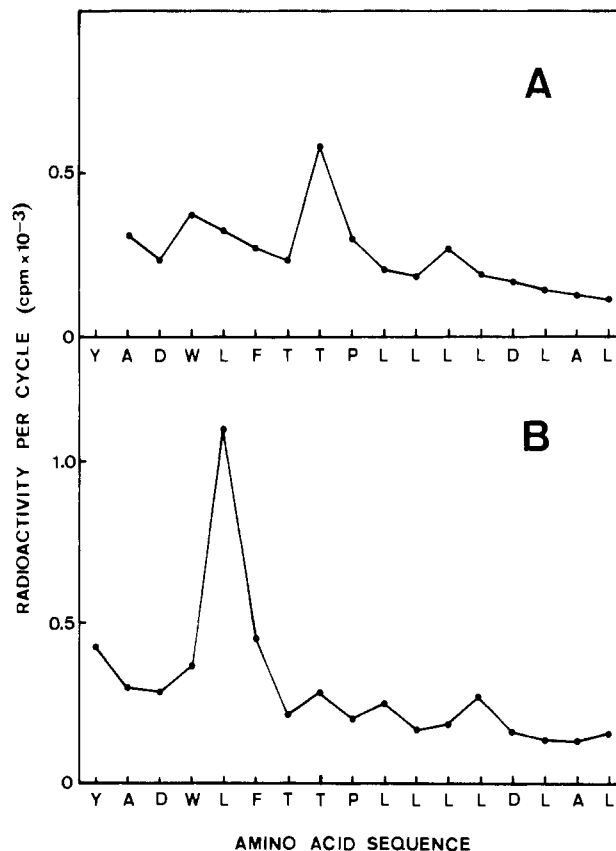 A
0.5
0
Y A D W L F T T P L L L L D L A L
RADIOACTIVITY PER CYCLE (cpm × 10⁻³)
B
1.0
0.5
0
Y A D W L F T T P L L L L D L A L
AMINO ACID SEQUENCE